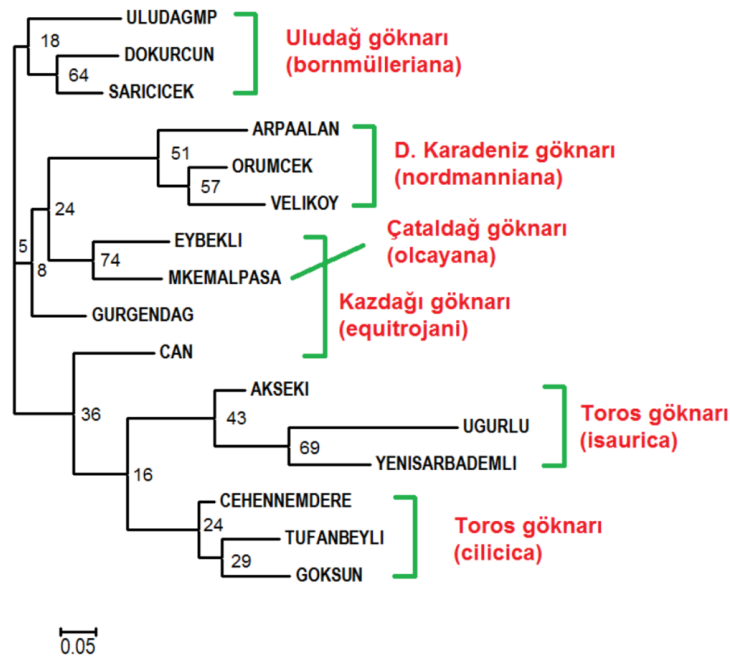 ULUDAGMP
18
DOKURCUN
64
SARICICEK
Uludağ göknarı
(bornmülleriana)
ARPAALAN
51
ORUMCEK
57
VELIKOY
D. Karadeniz göknarı
(nordmanniana)
24
EYBEKLI
74
MKEMALPASA
Çataldağ göknarı
(olcayana)
5
8
GURGENDAG
Kazdağı göknarı
(equitrojani)
CAN
36
AKSEKI
43
UGURLU
69
YENISARBADEMLI
Toros göknarı
(isaurica)
16
CEHENNEMDERE
24
TUFANBEYLI
29
GOKSUN
Toros göknarı
(cilicica)
0.05